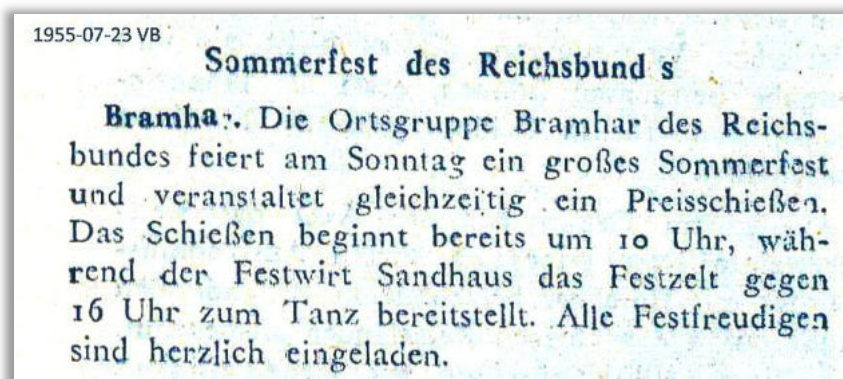 1955-07-23 VB
Sommerfest des Reichsbund s
Bramhar. Die Ortsgruppe Bramhar des Reichs-
bundes feiert am Sonntag ein großes Sommerfest
und veranstaltet gleichzeitig ein Preisschießen.
Das Schießen beginnt bereits um 10 Uhr, wäh-
rend der Festwirt Sandhaus das Festzelt gegen
16 Uhr zum Tanz bereitstellt. Alle Festfreudigen
sind herzlich eingeladen.